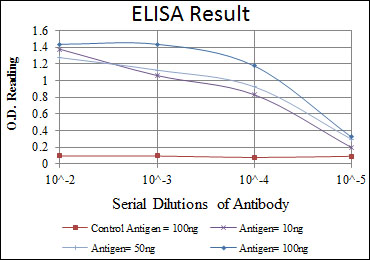 ELISA Result
O.D. Reading
1.6
1.4
1.2
1
0.8
0.6
0.4
0.2
0
10^-2 10^-3 10^-4 10^-5
Serial Dilutions of Antibody
Control Antigen = 100ng
Antigen= 10ng
Antigen= 50ng
Antigen= 100ng